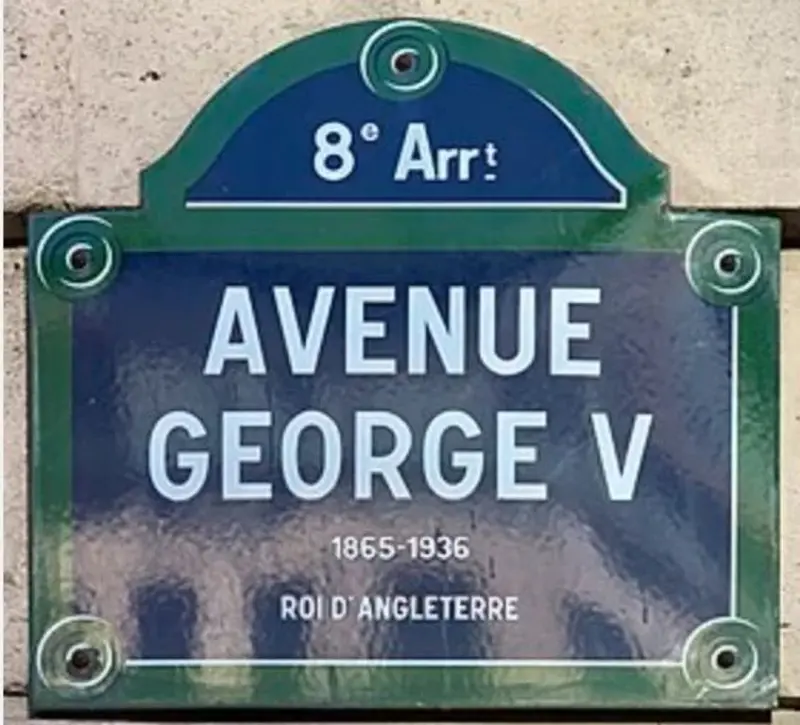 8e Arrt
AVENUE
GEORGE V
1865-1936
ROI D'ANGLETERRE